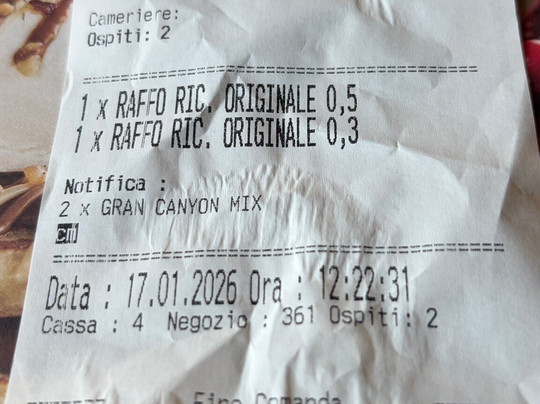 Cameriere:
Ospiti: 2
1 x RAFFO RIC. ORIGINALE 0,5
1 x RAFFO RIC. ORIGINALE 0,3
Notifica :
2 x GRAN CANYON MIX
cm
Data : 17.01.2026 Ora : 12:22:31
Cassa : 4 Negozio : 361 Ospiti: 2
Fine Comanda